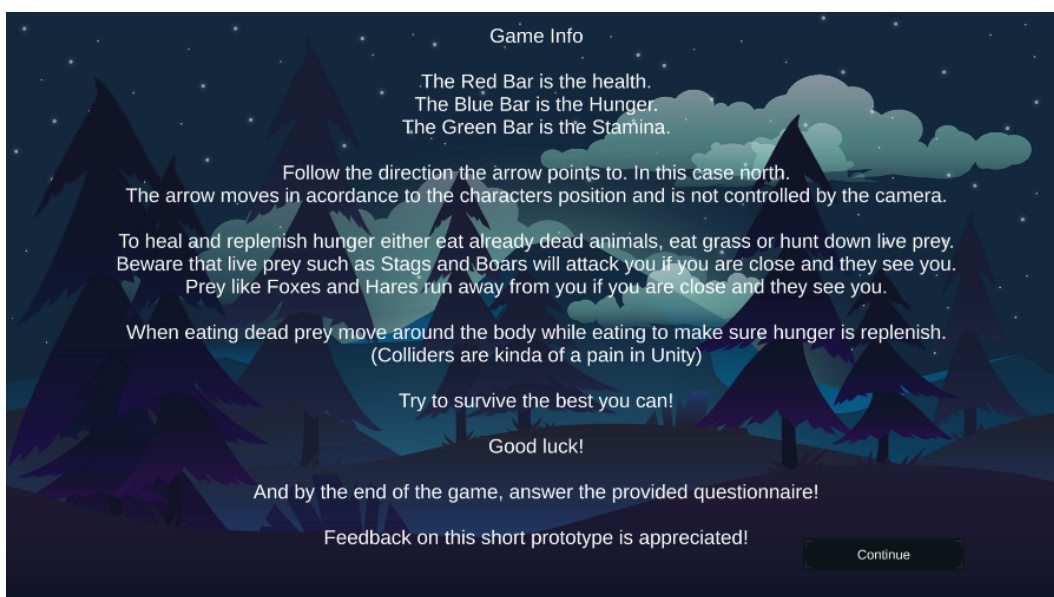 Game Info
The Red Bar is the health.
The Blue Bar is the Hunger.
The Green Bar is the Stamina.
Follow the direction the arrow points to. In this case north.
The arrow moves in acordance to the characters position and is not controlled by the camera.
To heal and replenish hunger either eat already dead animals, eat grass or hunt down live prey.
Beware that live prey such as Stags and Boars will attack you if you are close and they see you.
Prey like Foxes and Hares run away from you if you are close and they see you.
When eating dead prey move around the body while eating to make sure hunger is replenish.
(Colliders are kinda of a pain in Unity)
Try to survive the best you can!
Good luck!
And by the end of the game, answer the provided questionnaire!
Feedback on this short prototype is appreciated!
Continue